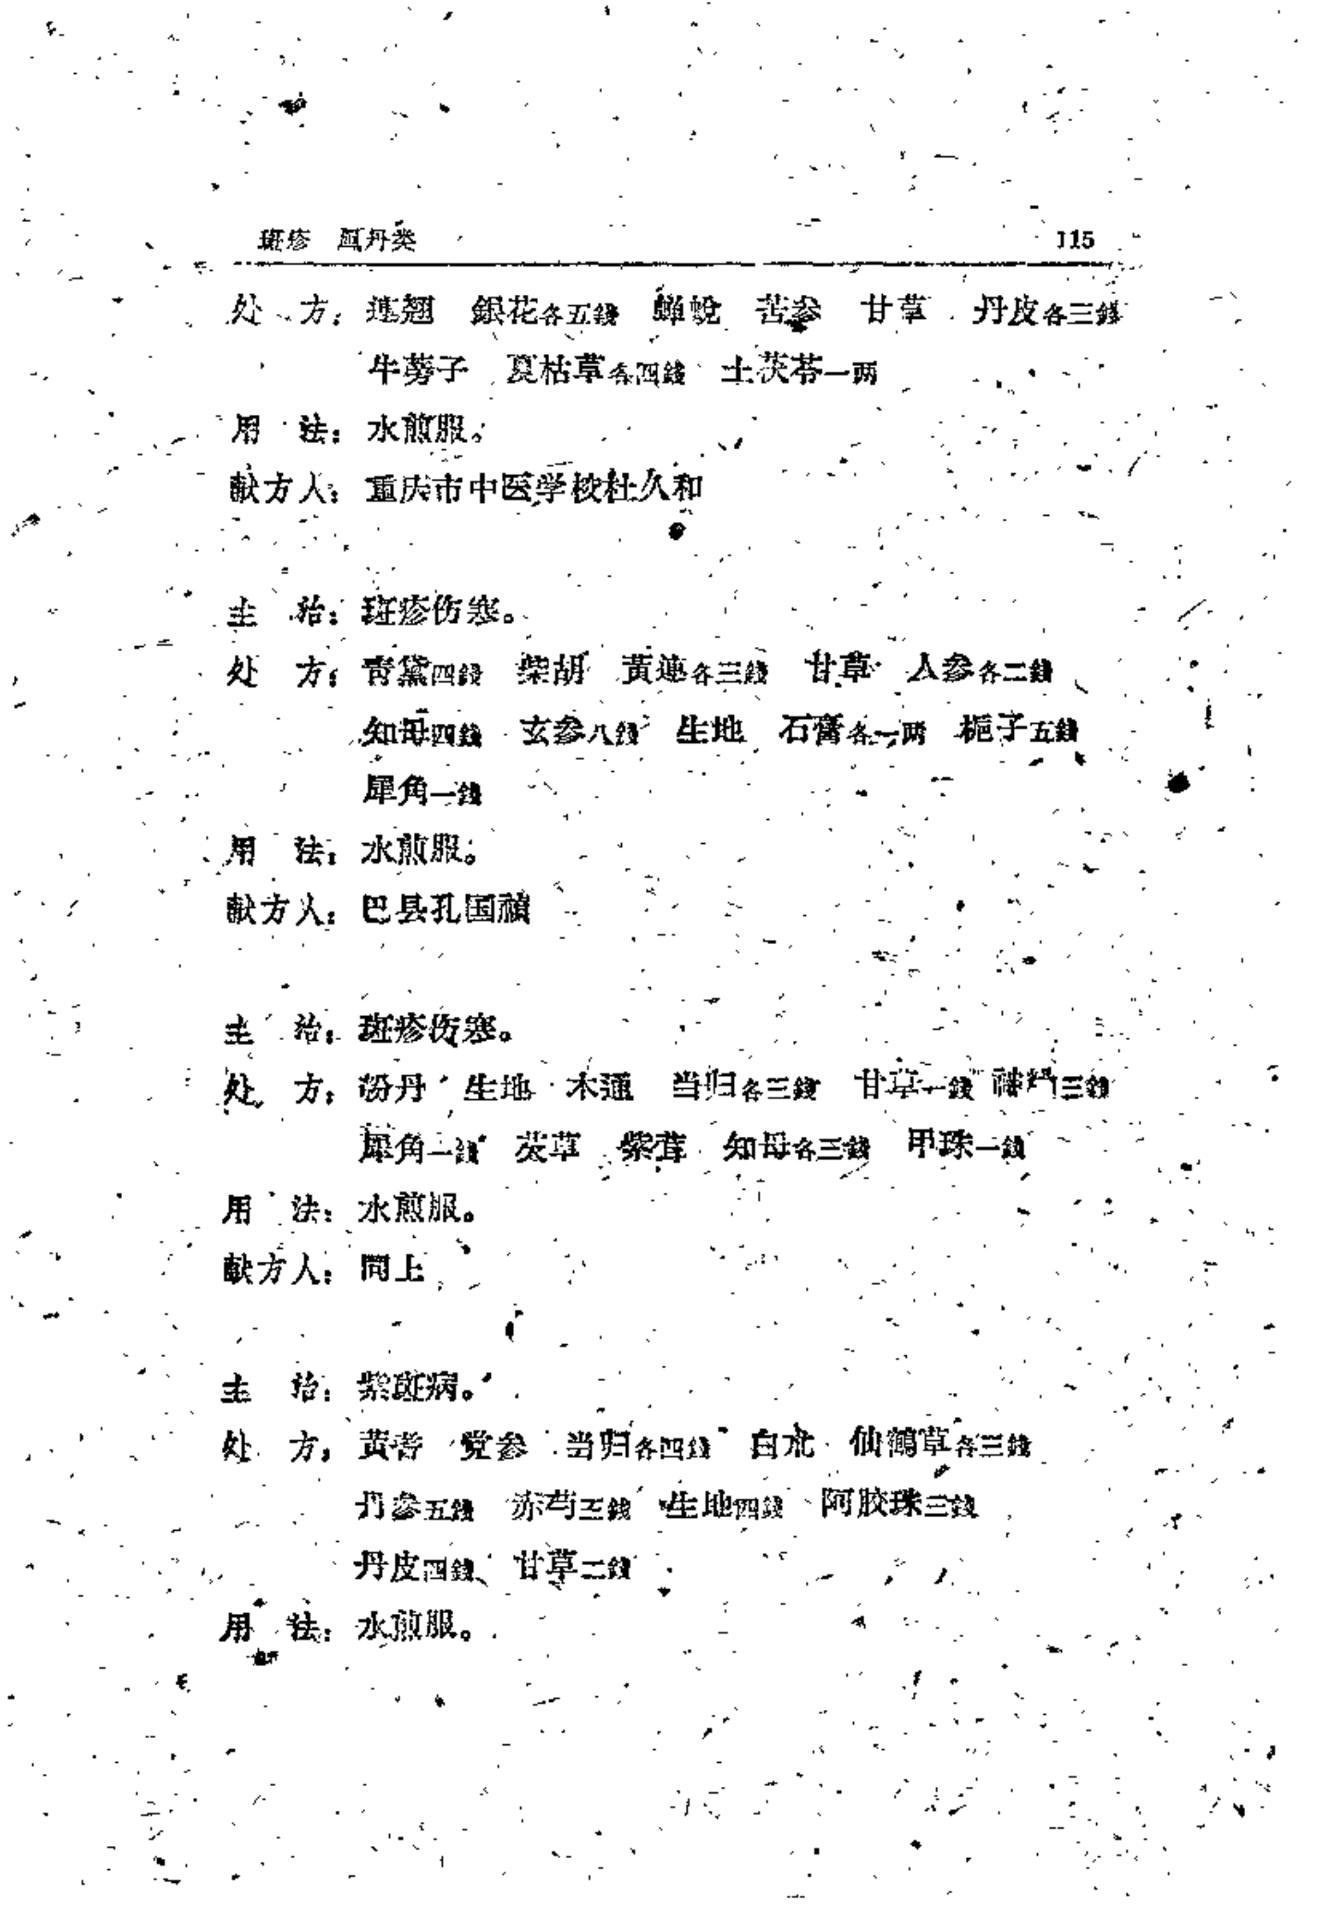 斑疹 風丹类 115
处 方：連翘 銀花各五錢 蝉蛻 苦参 甘草 丹皮各三錢
牛蒡子 夏枯草各四錢 土茯苓一两
用 法：水煎服。
献方人：重庆市中医学校杜久和
主 治：斑疹伤寒。
处 方：青黛四錢 柴胡 黃連各三錢 甘草 人参各二錢
知母四錢 玄参八錢 生地 石膏各一两 梔子五錢
犀角一錢
用 法：水煎服。
献方人：巴县孔国禎
主 治：斑疹伤寒。
处 方：粉丹 生地 木通 当归各三錢 甘草一錢 三錢
犀角一錢 茨草 紫茸 知母各三錢 甲珠一錢
用 法：水煎服。
献方人：同上
主 治：紫斑病。
处 方：黃耆 党参 当归各四錢 白朮 仙鶴草各三錢
丹參五錢 赤芍三錢 生地四錢 阿胶珠三錢
丹皮四錢 甘草二錢
用 法：水煎服。